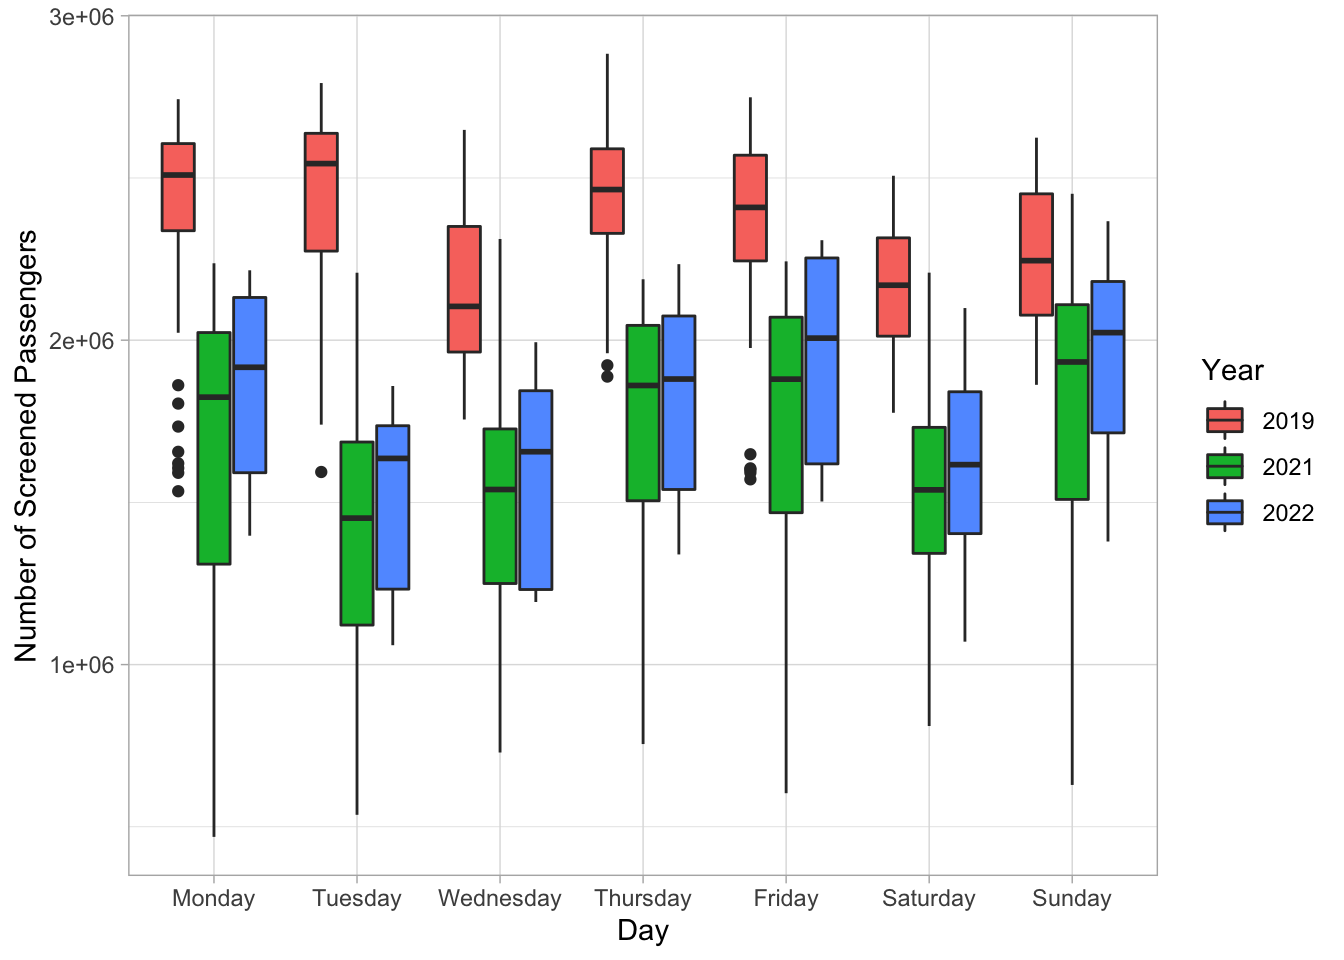 3e+06
2e+06
1e+06
Number of Screened Passengers
Monday Tuesday Wednesday Thursday Friday Saturday Sunday
Day
Year
2019
2021
2022